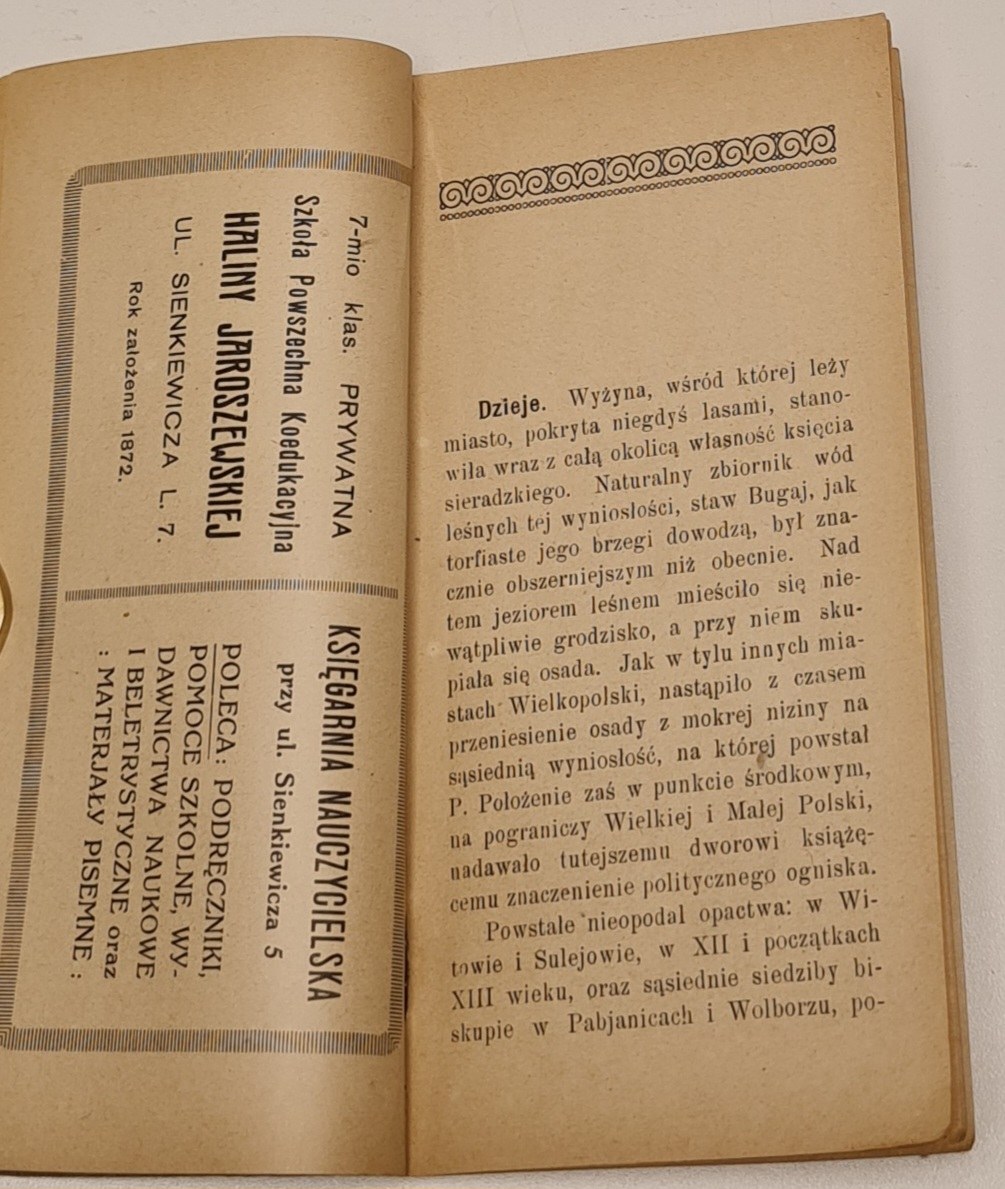 7-mio klas. PRYWATNA
Szkoła Powszechna Koedukacyjna
HALINY JAROSZEWSKIEJ
UL. SIENKIEWICZA L. 7.
Rok założenia 1872.
KSIĘGARNIA NAUCZYCIELSKA
przy ul. Sienkiewicza 5
POLECA: PODRĘCZNIKI,
POMOCE SZKOLNE, WY-
DAWNICTWA NAUKOWE
I BELETRYSTYCZNE oraz
: MATERJAŁY PISEMNE :
Dzieje. Wyżyna, wśród której leży
miasto, pokryta niegdyś lasami, stano-
wiła wraz z całą okolicą własność księcia
sieradzkiego. Naturalny zbiornik wód
leśnych tej wyniosłości, staw Bugaj, jak
torfiaste jego brzegi dowodzą, był zna-
cznie obszerniejszym niż obecnie. Nad
tem jeziorem leśnem mieściło się nie-
wątpliwie grodzisko, a przy niem sku-
piała się osada. Jak w tylu innych mia-
stach Wielkopolski, nastąpiło z czasem
przeniesienie osady z mokrej niziny na
sąsiednią wyniosłość, na której powstał
P. Położenie zaś w punkcie środkowym,
na pograniczy Wielkiej i Małej Polski,
nadawało tutejszemu dworowi książę-
cemu znaczenienie politycznego ogniska.
Powstałe nieopodal opactwa: w Wi-
towie i Sulejowie, w XII i początkach
XIII wieku, oraz sąsiednie siedziby bi-
skupie w Pabjanicach i Wolborzu, po-